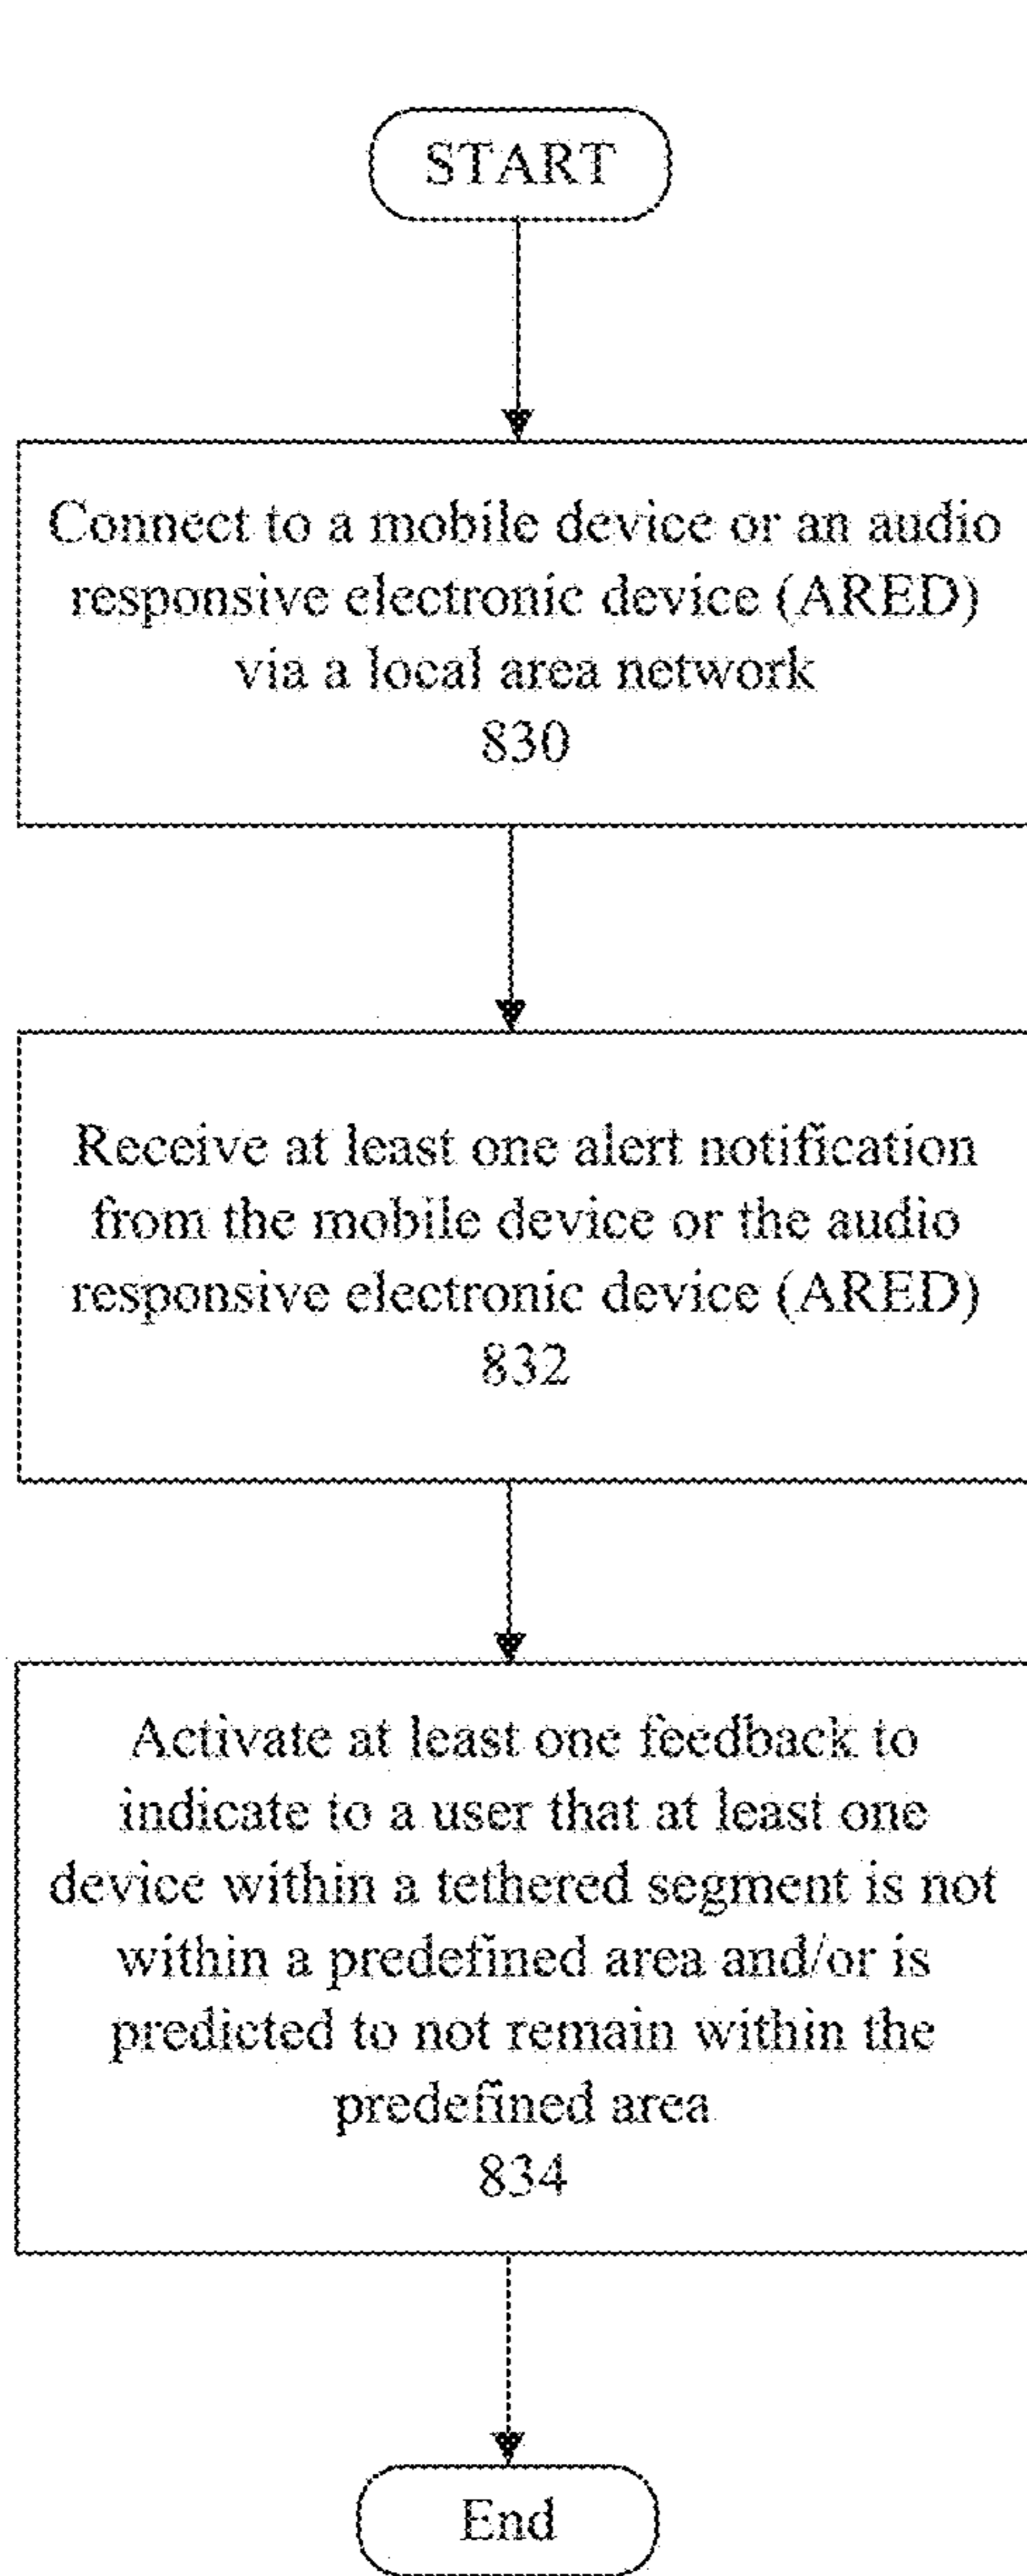 START
Connect to a mobile device or an audio
responsive electronic device (ARED)
via a local area network
830
Receive at least one alert notification
from the mobile device or the audio
responsive electronic device (ARED)
832
Activate at least one feedback to
indicate to a user that at least one
device within a tethered segment is not
within a predefined area and/or is
predicted to not remain within the
predefined area
834
End